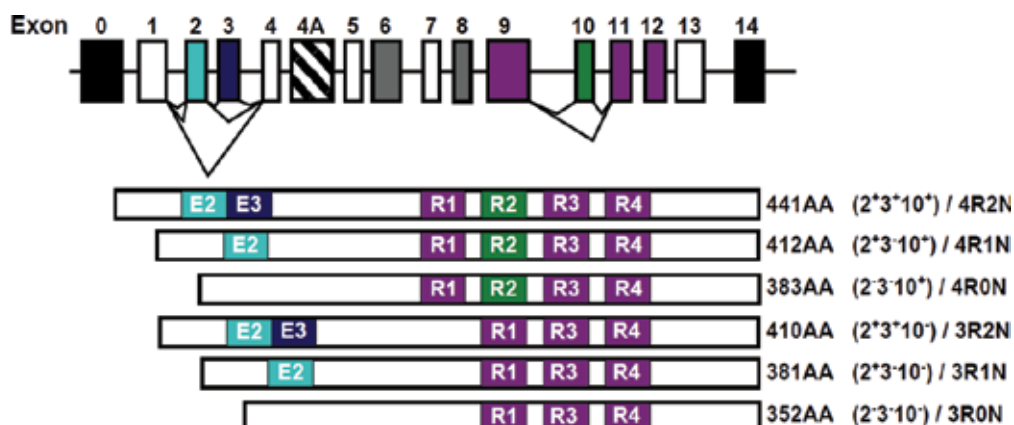 Exon 0 1 2 3 4 4A 5 6 7 8 9 10 11 12 13 14
E2 E3 R1 R2 R3 R4 441AA (2⁺3⁺10⁺) / 4R2N
E2 R1 R2 R3 R4 412AA (2⁺3⁻10⁺) / 4R1N
R1 R2 R3 R4 383AA (2⁻3⁻10⁺) / 4R0N
E2 E3 R1 R3 R4 410AA (2⁺3⁺10⁻) / 3R2N
E2 R1 R3 R4 381AA (2⁺3⁻10⁻) / 3R1N
R1 R3 R4 352AA (2⁻3⁻10⁻) / 3R0N